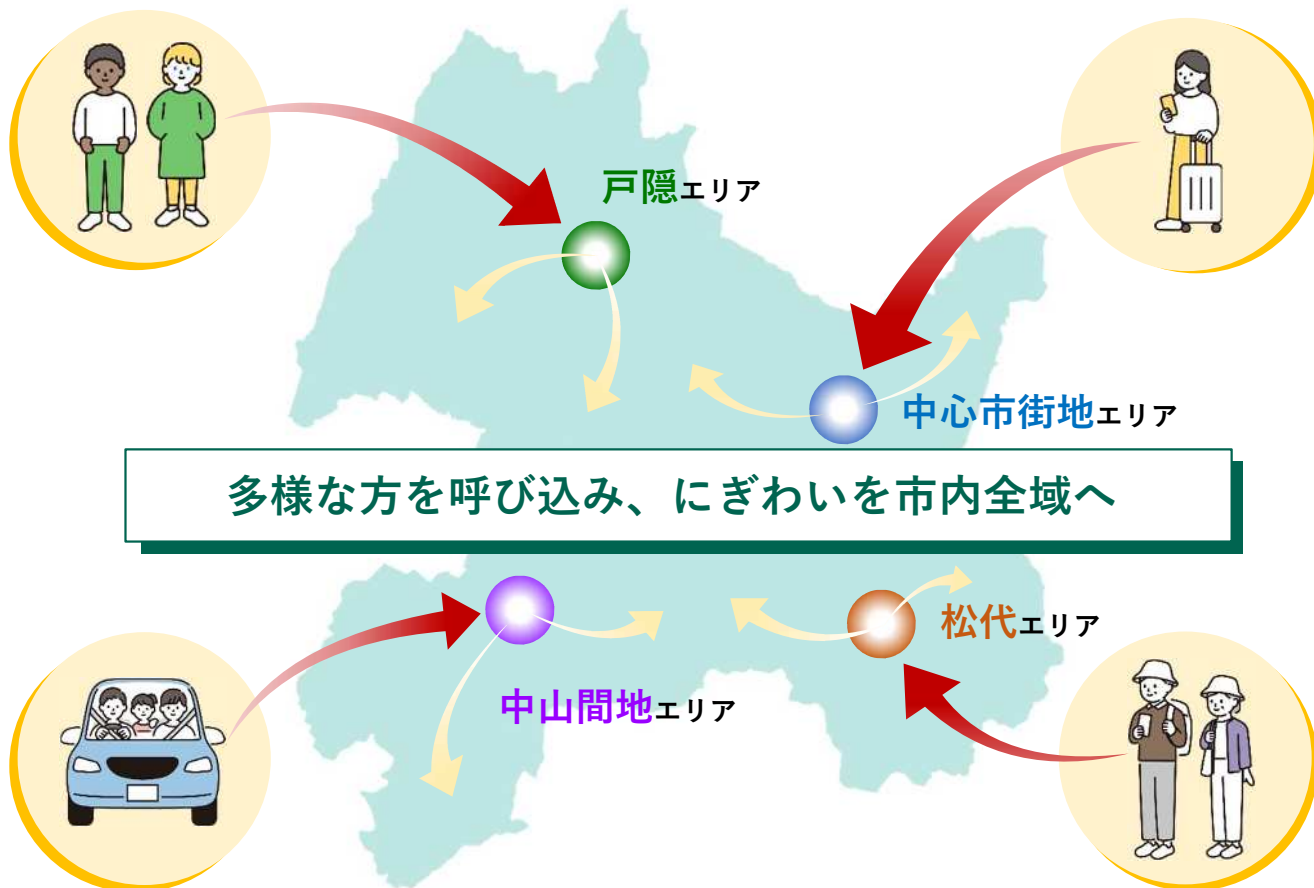 戸隠エリア
中心市街地エリア
多様な方を呼び込み、にぎわいを市内全域へ
松代エリア
中山間地エリア